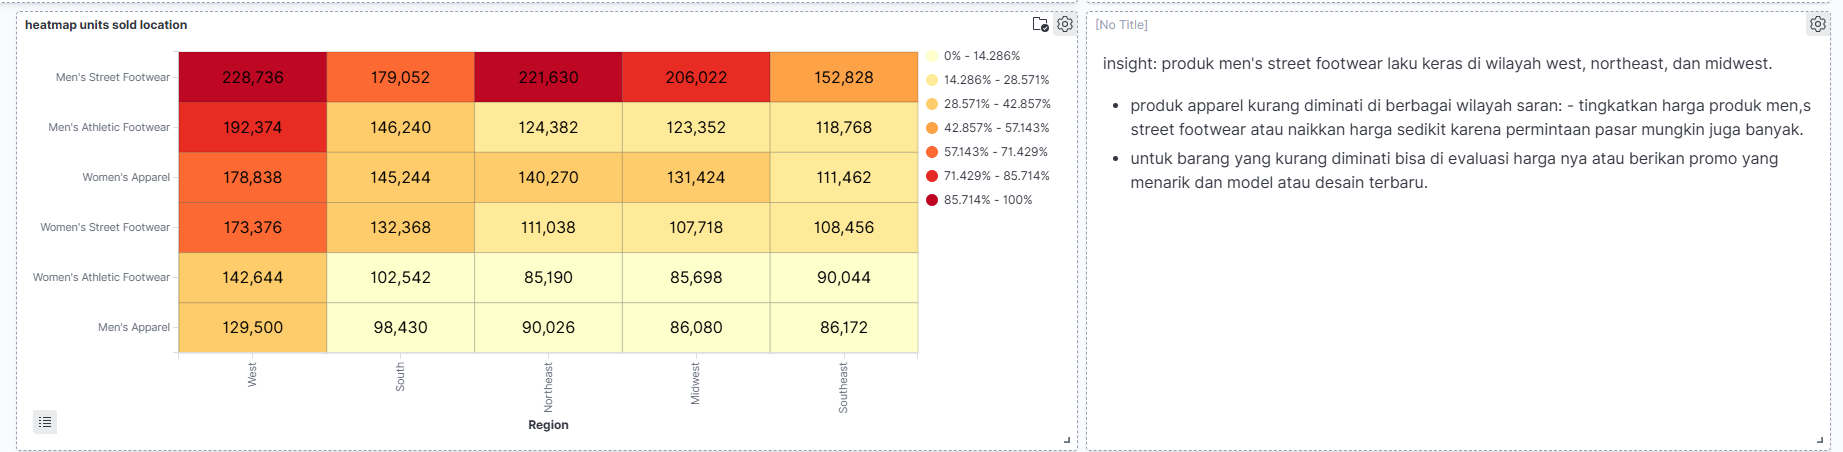 heatmap units sold location
Men's Street Footwear 228,736 179,052 221,630 206,022 152,828
Men's Athletic Footwear 192,374 146,240 124,382 123,352 118,768
Women's Apparel 178,838 145,244 140,270 131,424 111,462
Women's Street Footwear 173,376 132,368 111,038 107,718 108,456
Women's Athletic Footwear 142,644 102,542 85,190 85,698 90,044
Men's Apparel 129,500 98,430 90,026 86,080 86,172
West South Northeast Midwest Southeast
Region
0% - 14.286%
14.286% - 28.571%
28.571% - 42.857%
42.857% - 57.143%
57.143% - 71.429%
71.429% - 85.714%
85.714% - 100%
[No Title]
insight: produk men's street footwear laku keras di wilayah west, northeast, dan midwest.
• produk apparel kurang diminati di berbagai wilayah saran: - tingkatkan harga produk men,s
street footwear atau naikkan harga sedikit karena permintaan pasar mungkin juga banyak.
• untuk barang yang kurang diminati bisa di evaluasi harga nya atau berikan promo yang
menarik dan model atau desain terbaru.